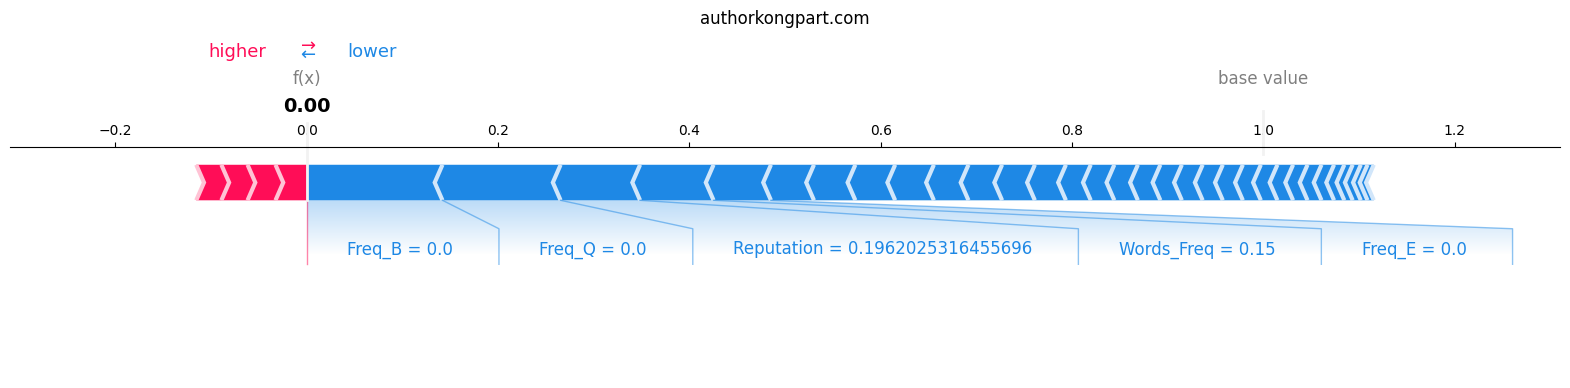 authorkongpart.com
higher → ← lower
f(x) base value
0.00
−0.2 0.0 0.2 0.4 0.6 0.8 1.0 1.2
Freq_B = 0.0 Freq_Q = 0.0 Reputation = 0.1962025316455696 Words_Freq = 0.15 Freq_E = 0.0